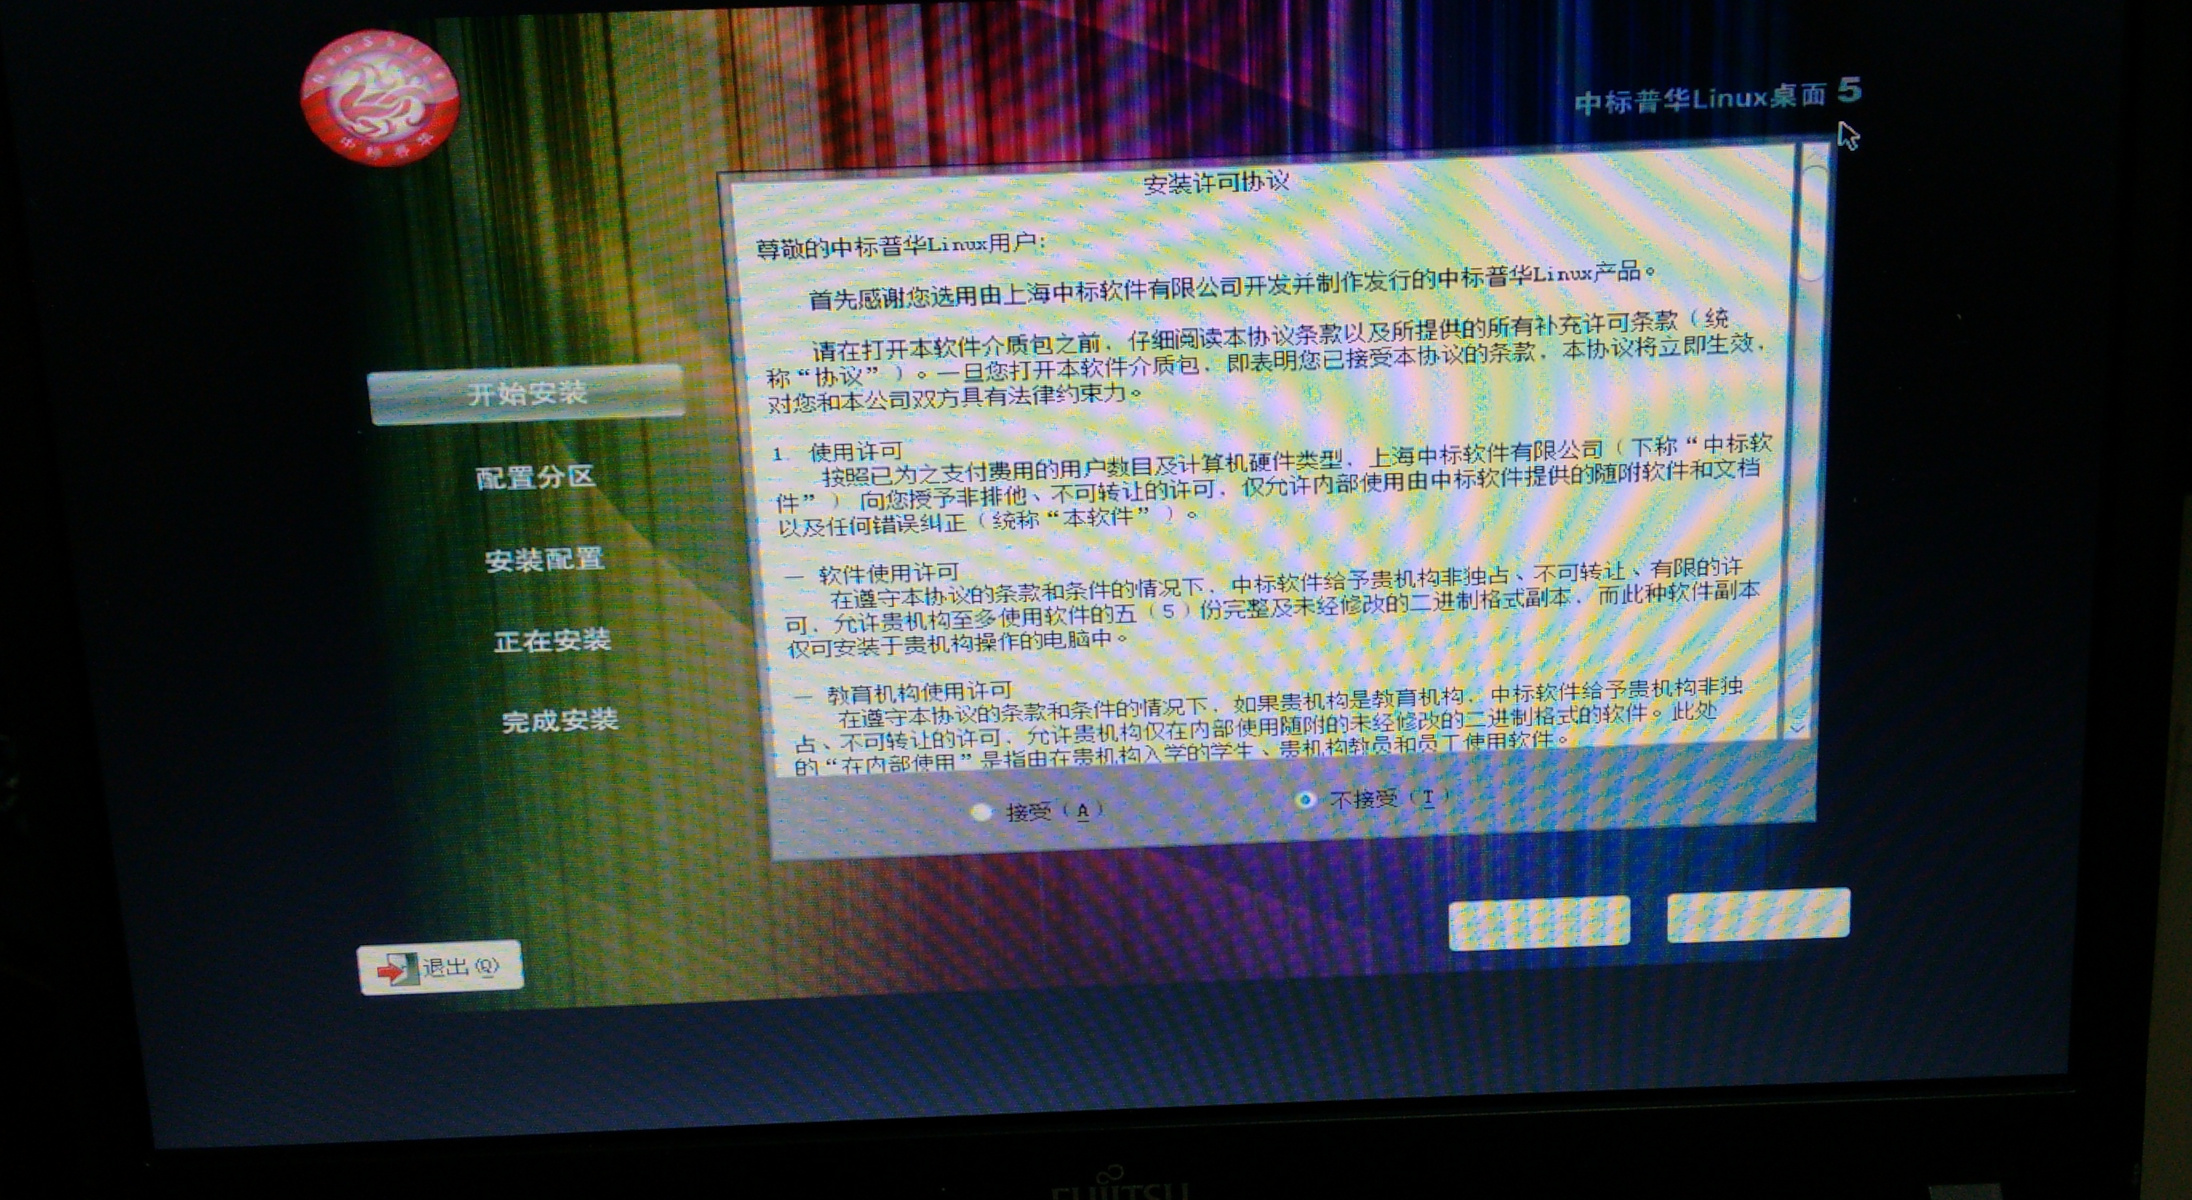 NeoShine
中标普华
中标普华Linux桌面 5
安装许可协议
尊敬的中标普华Linux用户：
首先感谢您选用由上海中标软件有限公司开发并制作发行的中标普华Linux产品。
请在打开本软件介质包之前，仔细阅读本协议条款以及所提供的所有补充许可条款（统
称“协议”）。一旦您打开本软件介质包，即表明您已接受本协议的条款，本协议将立即生效，
对您和本公司双方具有法律约束力。
1. 使用许可
按照已为之支付费用的用户数目及计算机硬件类型，上海中标软件有限公司（下称“中标软
件”） 向您授予非排他、不可转让的许可，仅允许内部使用由中标软件提供的随附软件和文档
以及任何错误纠正（统称“本软件”）。
— 软件使用许可
在遵守本协议的条款和条件的情况下，中标软件给予贵机构非独占、不可转让、有限的许
可，允许贵机构至多使用软件的五（5）份完整及未经修改的二进制格式副本，而此种软件副本
仅可安装于贵机构操作的电脑中。
— 教育机构使用许可
在遵守本协议的条款和条件的情况下，如果贵机构是教育机构，中标软件给予贵机构非独
占、不可转让的许可，允许贵机构仅在内部使用随附的未经修改的二进制格式的软件。此处
的“在内部使用”是指由在贵机构入学的学生、贵机构教员和员工使用软件。
接受（A）
不接受（T）
开始安装
配置分区
安装配置
正在安装
完成安装
退出(Q)
FUJITSU